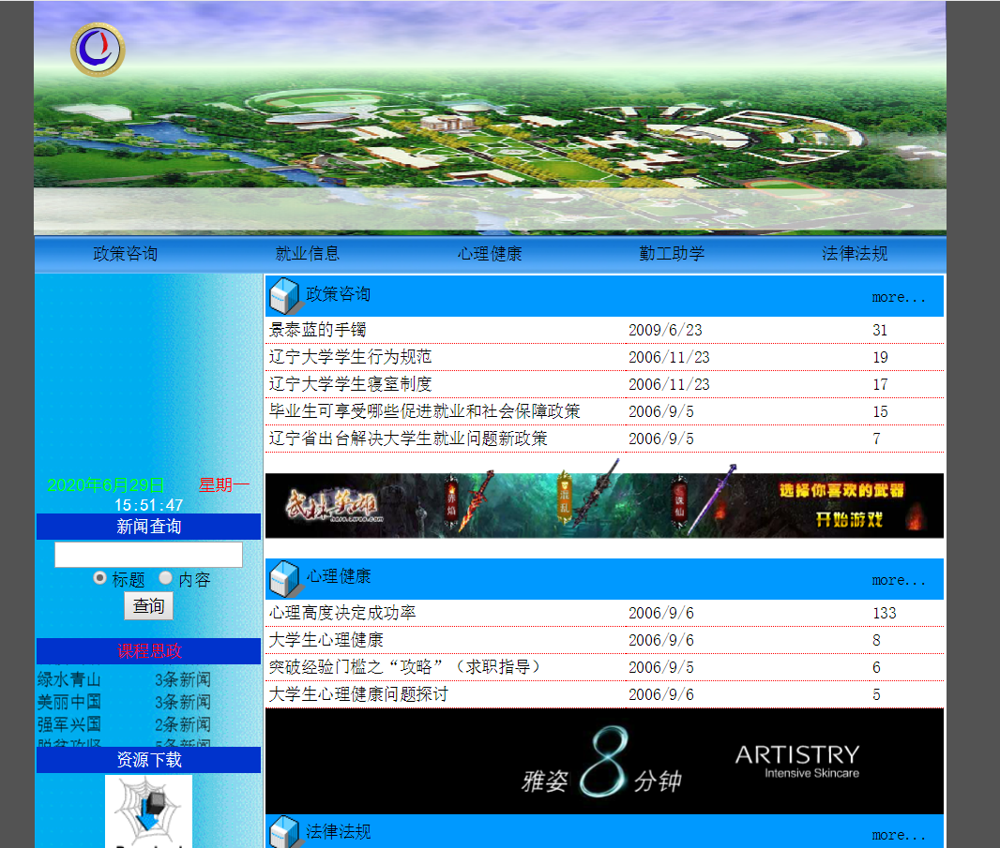 政策咨询 就业信息 心理健康 勤工助学 法律法规
2020年6月29日 星期一
15:51:47
新闻查询
标题 内容
查询
课程思政
绿水青山 3条新闻
美丽中国 3条新闻
强军兴国 2条新闻
脱贫攻坚 5条新闻
资源下载
政策咨询 more...
景泰蓝的手镯 2009/6/23 31
辽宁大学学生行为规范 2006/11/23 19
辽宁大学学生寝室制度 2006/11/23 17
毕业生可享受哪些促进就业和社会保障政策 2006/9/5 15
辽宁省出台解决大学生就业问题新政策 2006/9/5 7
武林英雄
赤焰 混乱 诛仙
选择你喜欢的武器
开始游戏
心理健康 more...
心理高度决定成功率 2006/9/6 133
大学生心理健康 2006/9/6 8
突破经验门槛之“攻略”（求职指导） 2006/9/5 6
大学生心理健康问题探讨 2006/9/6 5
雅姿 8 分钟
ARTISTRY
Intensive Skincare
法律法规 more...